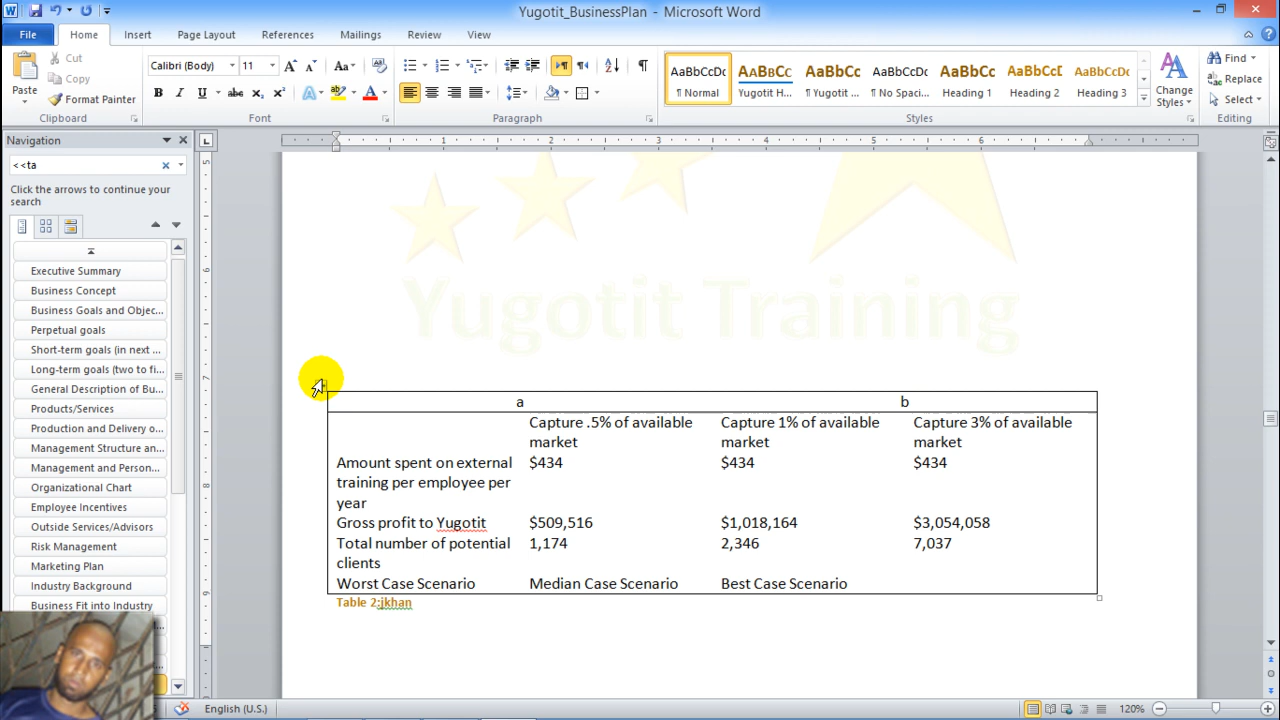 Yugotit_BusinessPlan - Microsoft Word
File Home Insert Page Layout References Mailings Review View
Paste
Cut
Copy
Format Painter
Clipboard
Calibri (Body) 11
Font
Paragraph
AaBbCcDc AaBbCc AaBbCc AaBbCcDc AaBbCc AaBbCcD AaBbCcDc
¶ Normal Yugotit H... ¶ Yugotit ... ¶ No Spaci... Heading 1 Heading 2 Heading 3
Styles
Change
Styles
Find
Replace
Select
Editing
Navigation
<<ta
Click the arrows to continue your
search
Executive Summary
Business Concept
Business Goals and Objec...
Perpetual goals
Short-term goals (in next ...
Long-term goals (two to fi...
General Description of Bu...
Products/Services
Production and Delivery o...
Management Structure an...
Management and Person...
Organizational Chart
Employee Incentives
Outside Services/Advisors
Risk Management
Marketing Plan
Industry Background
Business Fit into Industry
1 2 3 4 5 6
Yugotit Training
a b
Capture .5% of available Capture 1% of available Capture 3% of available
market market market
Amount spent on external $434 $434 $434
training per employee per
year
Gross profit to Yugotit $509,516 $1,018,164 $3,054,058
Total number of potential 1,174 2,346 7,037
clients
Worst Case Scenario Median Case Scenario Best Case Scenario
Table 2:jkhan
English (U.S.)
120%